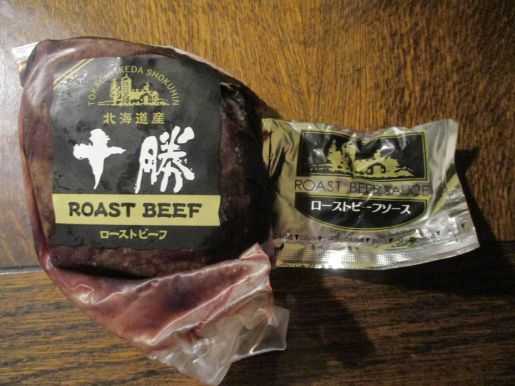 TOKACHI IKEDA SHOKUHIN
北海道産
十勝
ROAST BEEF
ローストビーフ
ROAST BEEF SAUCE
ローストビーフソース